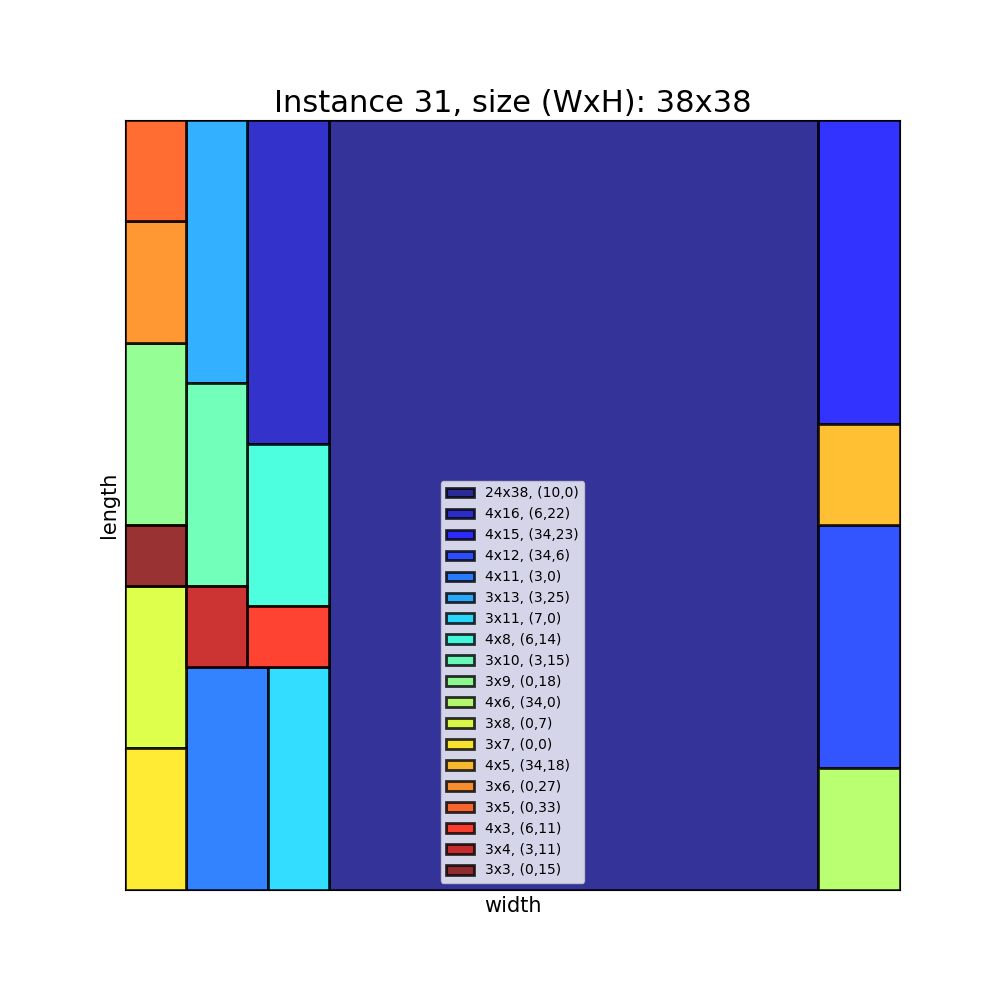 Instance 31, size (WxH): 38x38
length
24x38, (10,0)
4x16, (6,22)
4x15, (34,23)
4x12, (34,6)
4x11, (3,0)
3x13, (3,25)
3x11, (7,0)
4x8, (6,14)
3x10, (3,15)
3x9, (0,18)
4x6, (34,0)
3x8, (0,7)
3x7, (0,0)
4x5, (34,18)
3x6, (0,27)
3x5, (0,33)
4x3, (6,11)
3x4, (3,11)
3x3, (0,15)
width